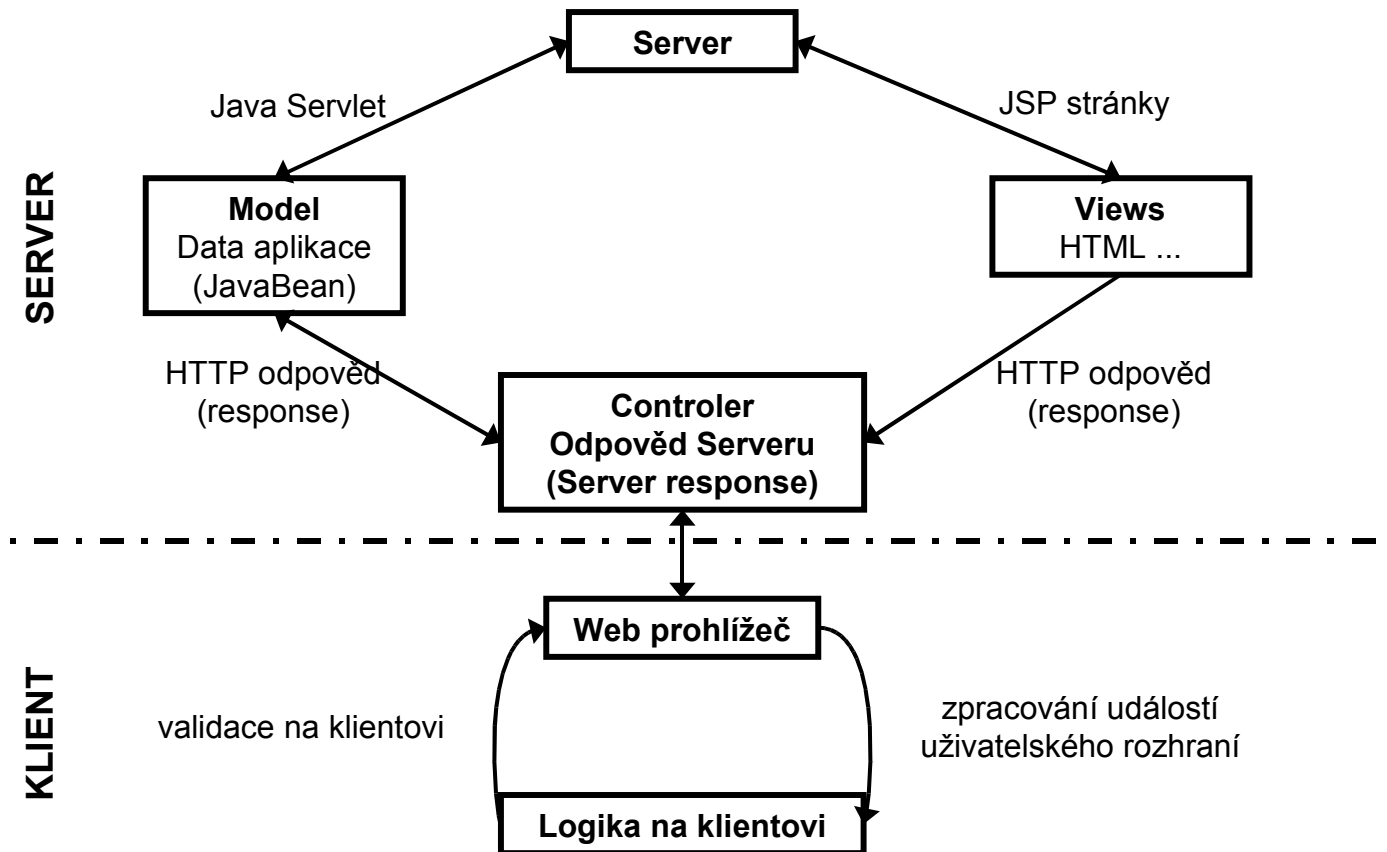 Server
Java Servlet
JSP stránky
SERVER
Model
Data aplikace
(JavaBean)
Views
HTML ...
HTTP odpověd
(response)
HTTP odpověd
(response)
Controler
Odpověd Serveru
(Server response)
Web prohlížeč
KLIENT
validace na klientovi
zpracování událostí
uživatelského rozhraní
Logika na klientovi